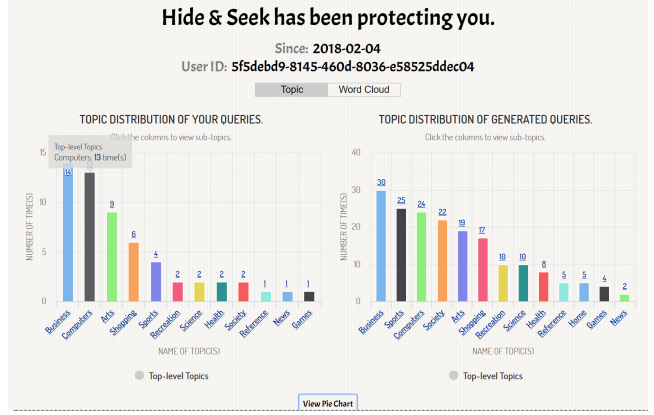 Hide & Seek has been protecting you.
Since: 2018-02-04
User ID: 5f5debd9-8145-460d-8036-e58525ddec04
Topic
Word Cloud
TOPIC DISTRIBUTION OF YOUR QUERIES.
Click the columns to view sub-topics.
Top-level Topics
Computers: 13 time(s)
NUMBER OF TIME(S)
15
10
5
0
14
9
6
4
2
2
2
2
1
1
1
Business
Computers
Arts
Shopping
Sports
Recreation
Science
Health
Society
Reference
News
Games
NAME OF TOPIC(S)
Top-level Topics
TOPIC DISTRIBUTION OF GENERATED QUERIES.
Click the columns to view sub-topics.
NUMBER OF TIME(S)
40
30
20
10
0
30
25
24
22
19
17
10
10
8
5
5
4
2
Business
Sports
Computers
Society
Arts
Shopping
Recreation
Science
Health
Reference
Home
Games
News
NAME OF TOPIC(S)
Top-level Topics
View Pie Chart